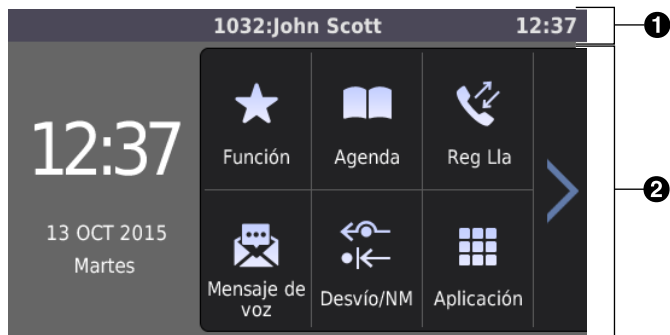 1032:John Scott 12:37
12:37
13 OCT 2015
Martes
Función Agenda Reg Lla
Mensaje de
voz
Desvío/NM Aplicación
1
2